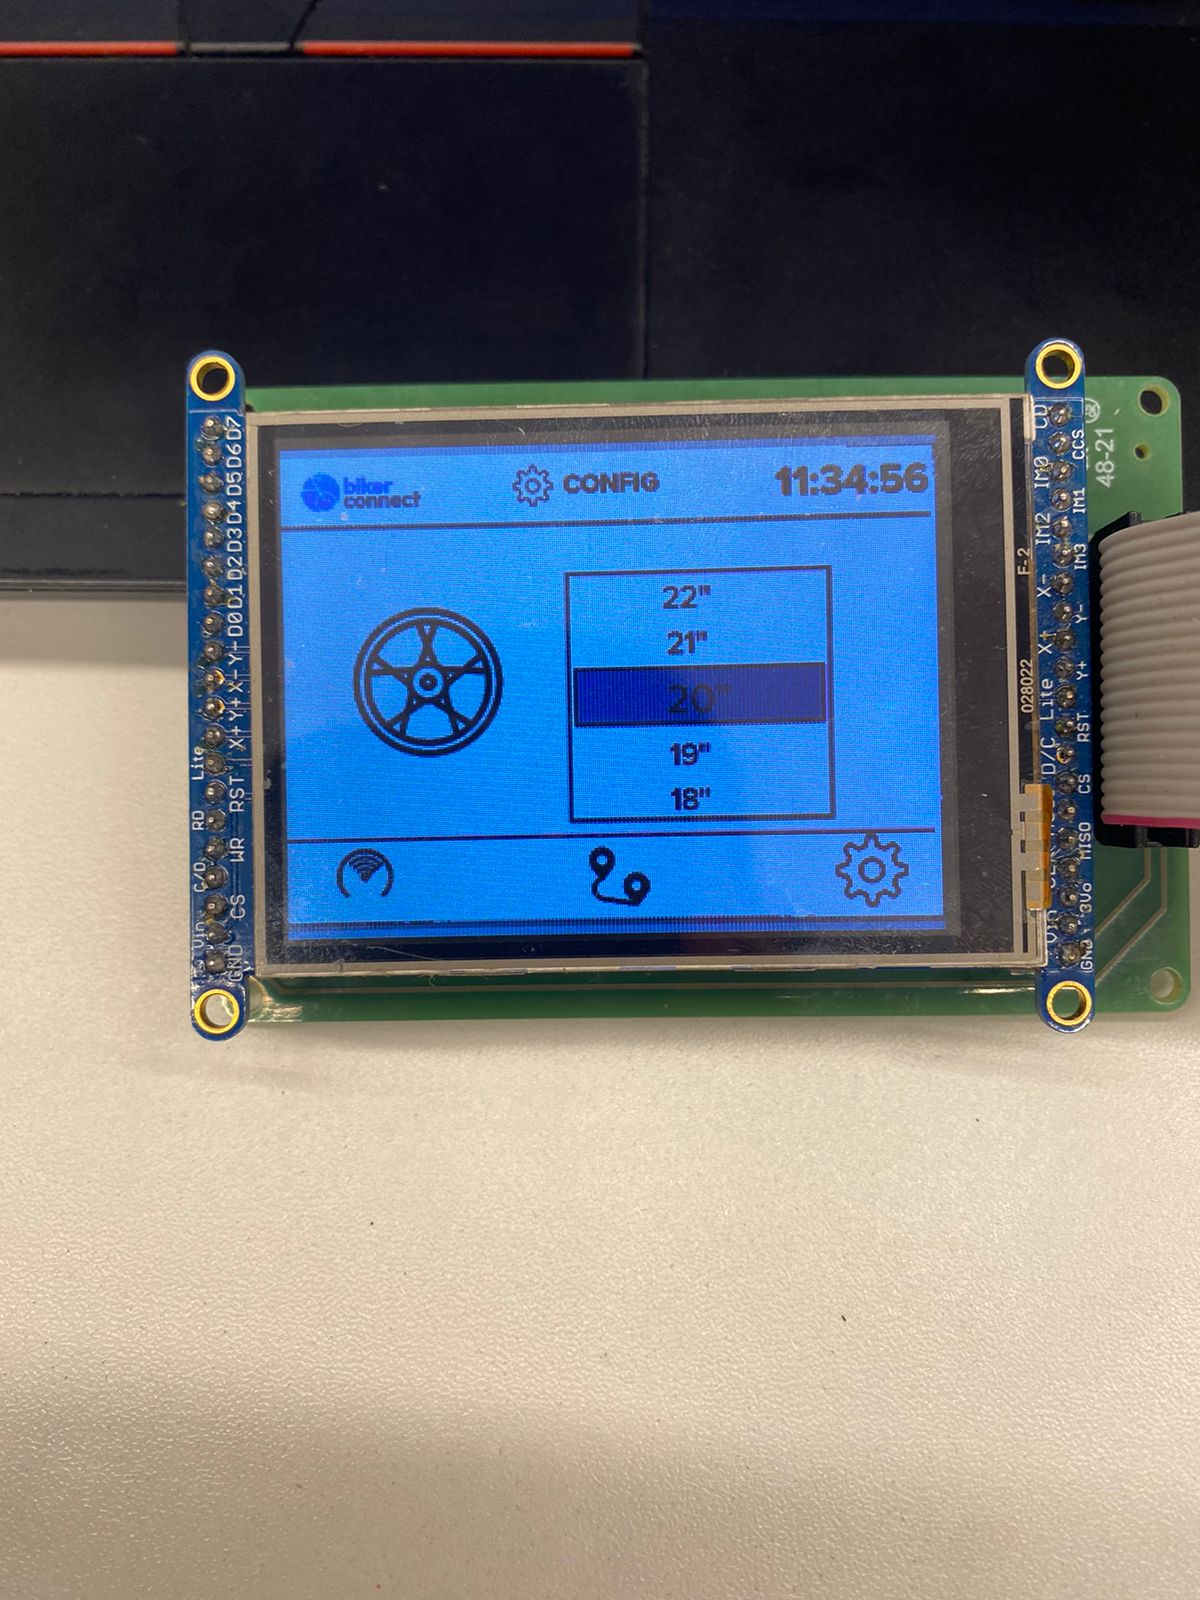 biker
connect
CONFIG
11:34:56
22"
21"
20"
19"
18"
D7
D6
D5
D4
D3
D2
D1
D0
Y+
X-
Y+
X+
Lite
RST
RD
WR
C/D
CS
Vin
GND
CD
CCS
IM0
IM1
IM2
IM3
X-
Y-
X+
Y+
Lite
RST
D/C
CS
MISO
3Vo
GND
F-2
028022
48-21